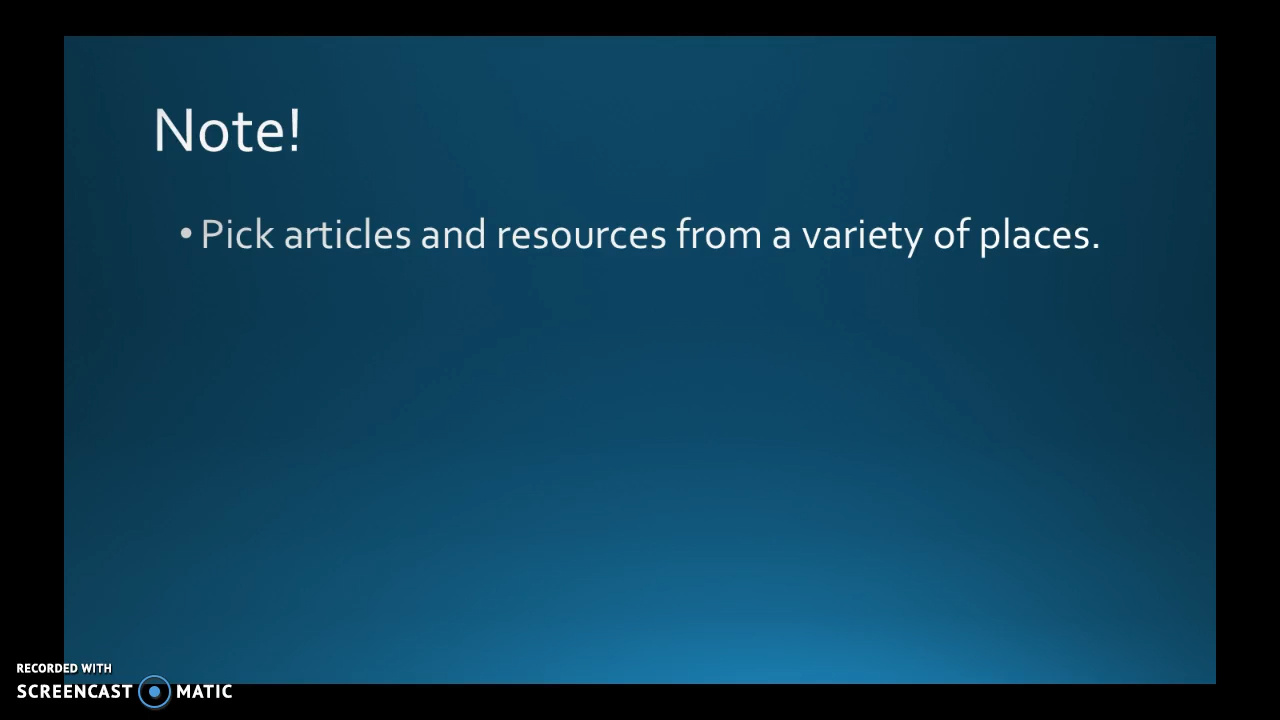 Note!
• Pick articles and resources from a variety of places.
RECORDED WITH
SCREENCAST MATIC